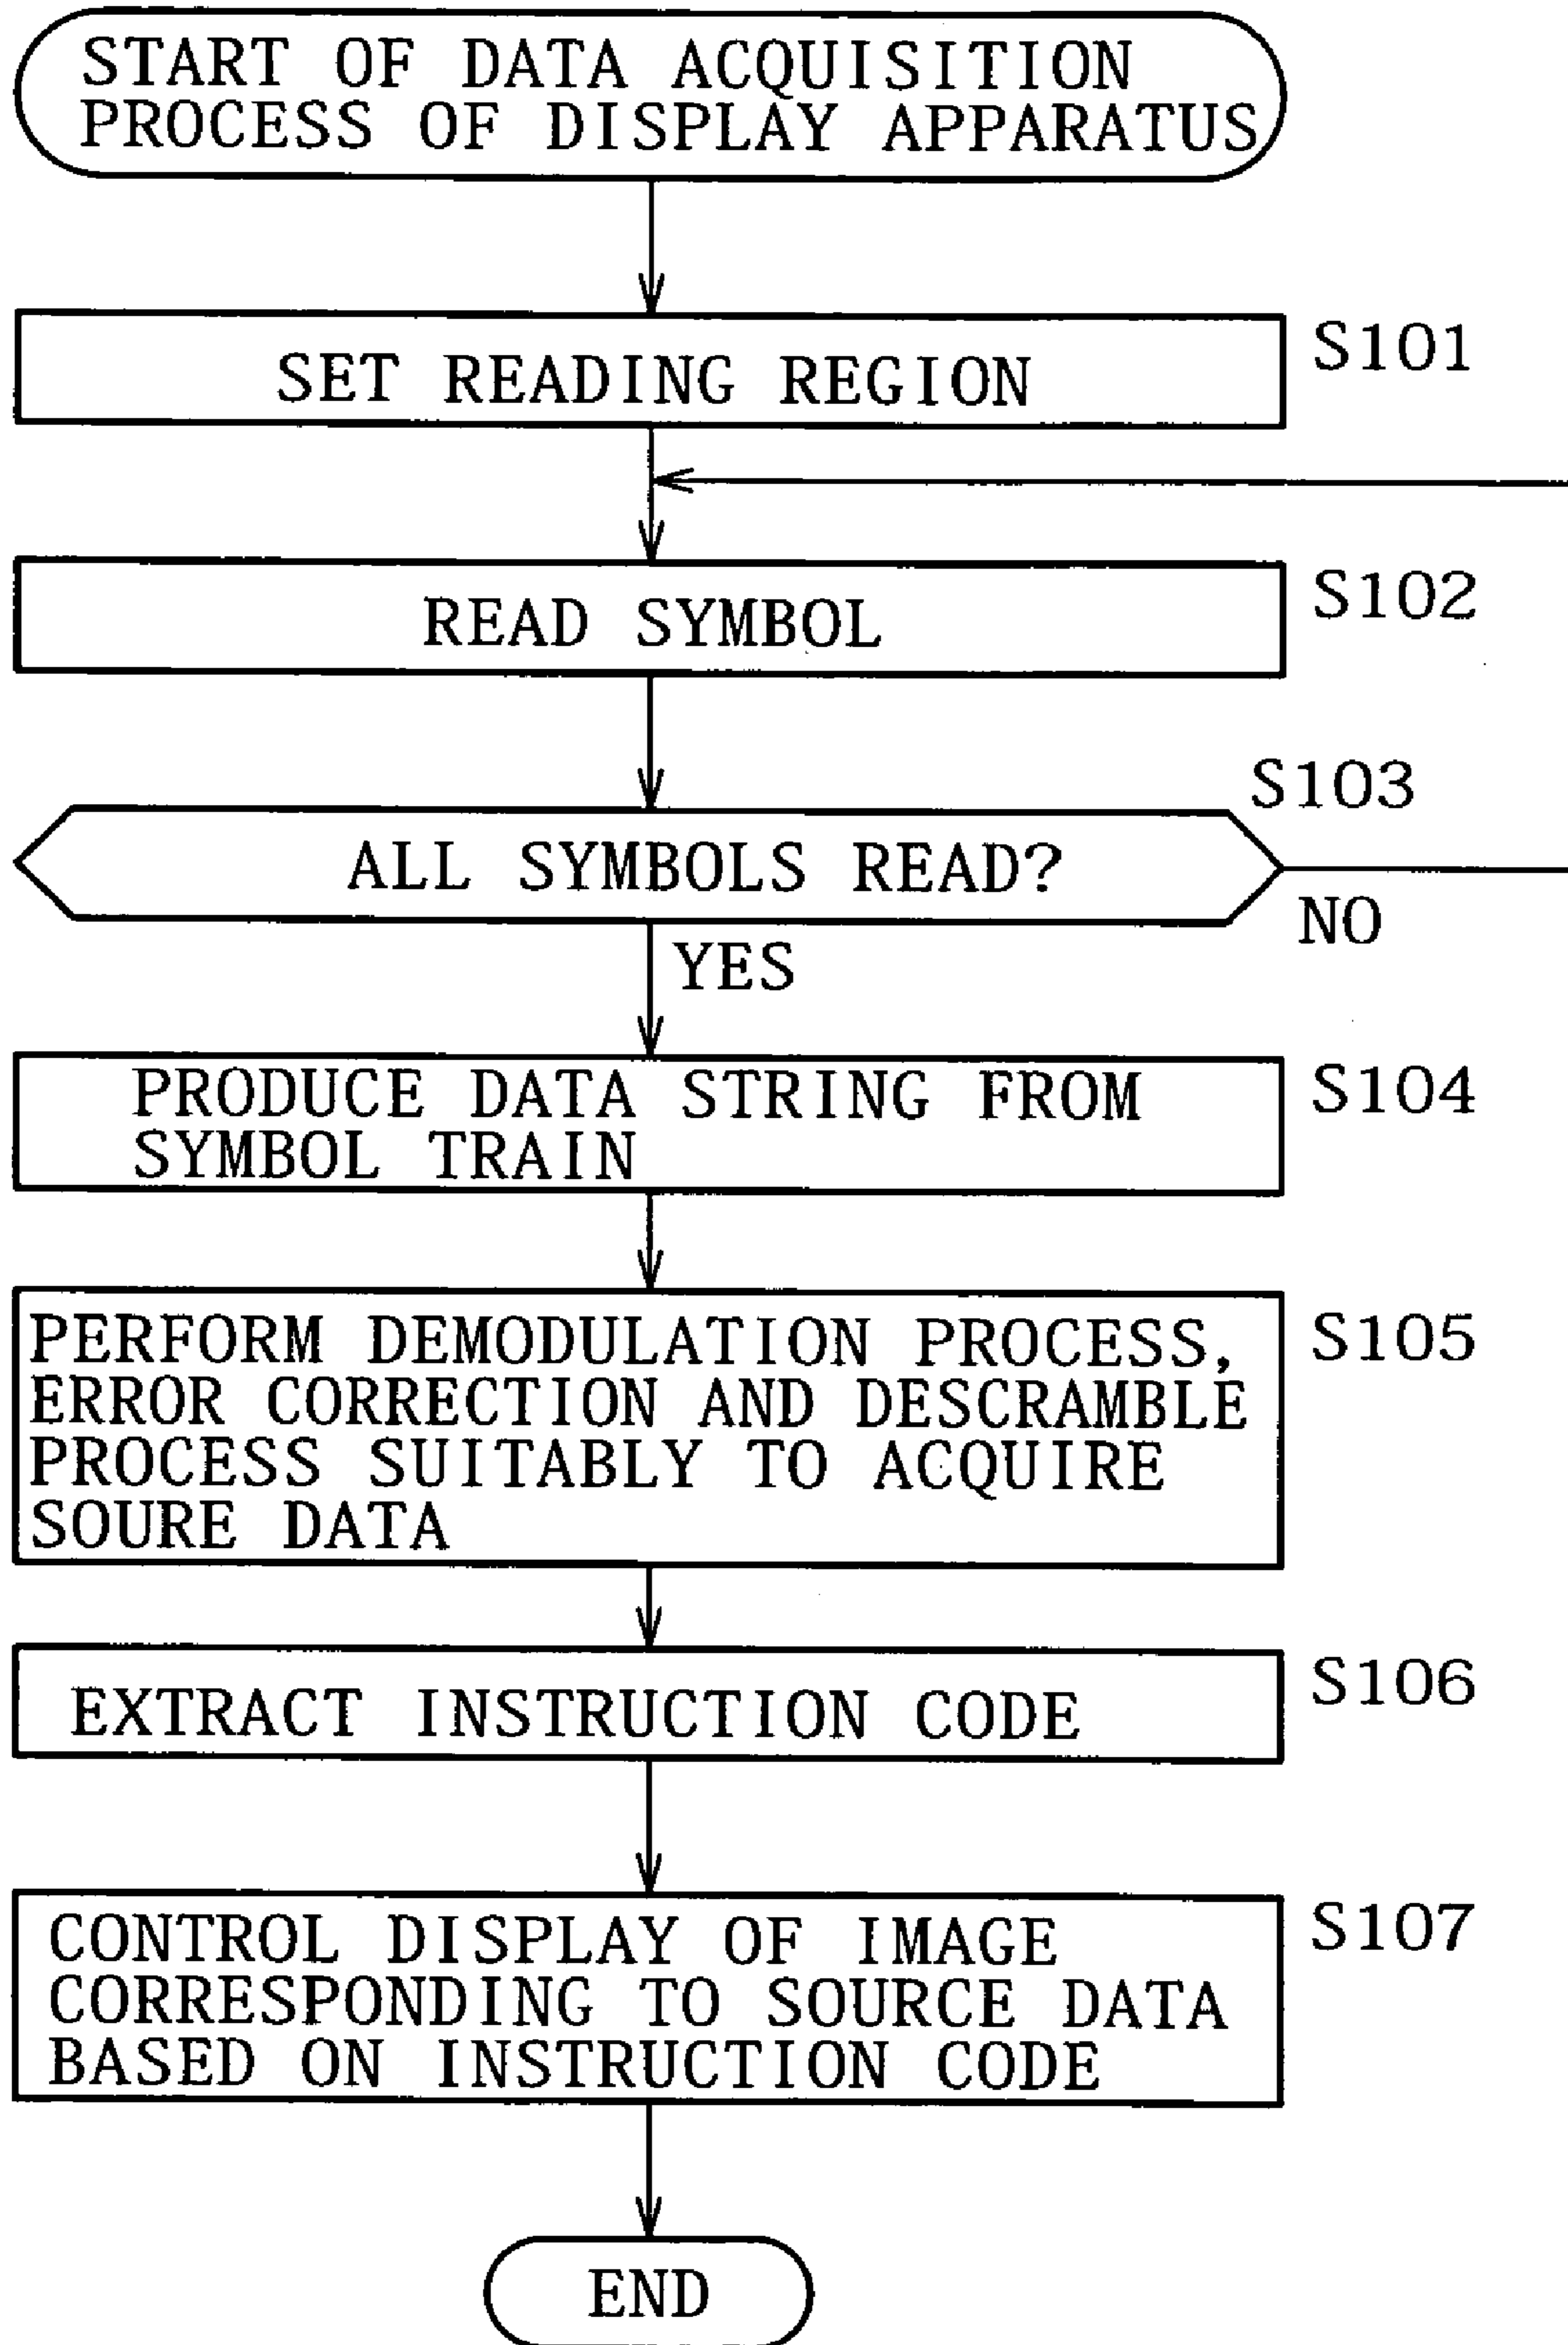 START OF DATA ACQUISITION
PROCESS OF DISPLAY APPARATUS
SET READING REGION
S101
READ SYMBOL
S102
S103
ALL SYMBOLS READ?
NO
YES
PRODUCE DATA STRING FROM
SYMBOL TRAIN
S104
PERFORM DEMODULATION PROCESS,
ERROR CORRECTION AND DESCRAMBLE
PROCESS SUITABLY TO ACQUIRE
SOURE DATA
S105
EXTRACT INSTRUCTION CODE
S106
CONTROL DISPLAY OF IMAGE
CORRESPONDING TO SOURCE DATA
BASED ON INSTRUCTION CODE
S107
END